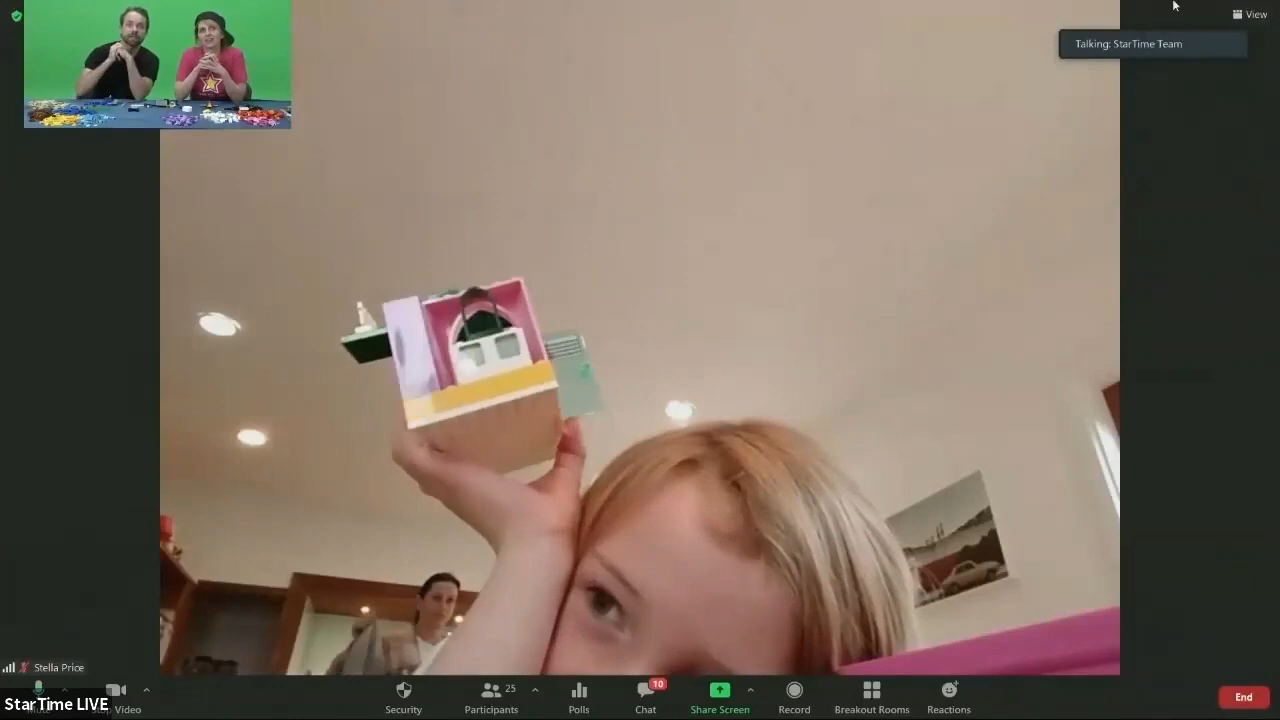 View
Talking: StarTime Team
Stella Price
StarTime LIVE
Video
Security
25
Participants
Polls
10
Chat
Share Screen
Record
Breakout Rooms
Reactions
End